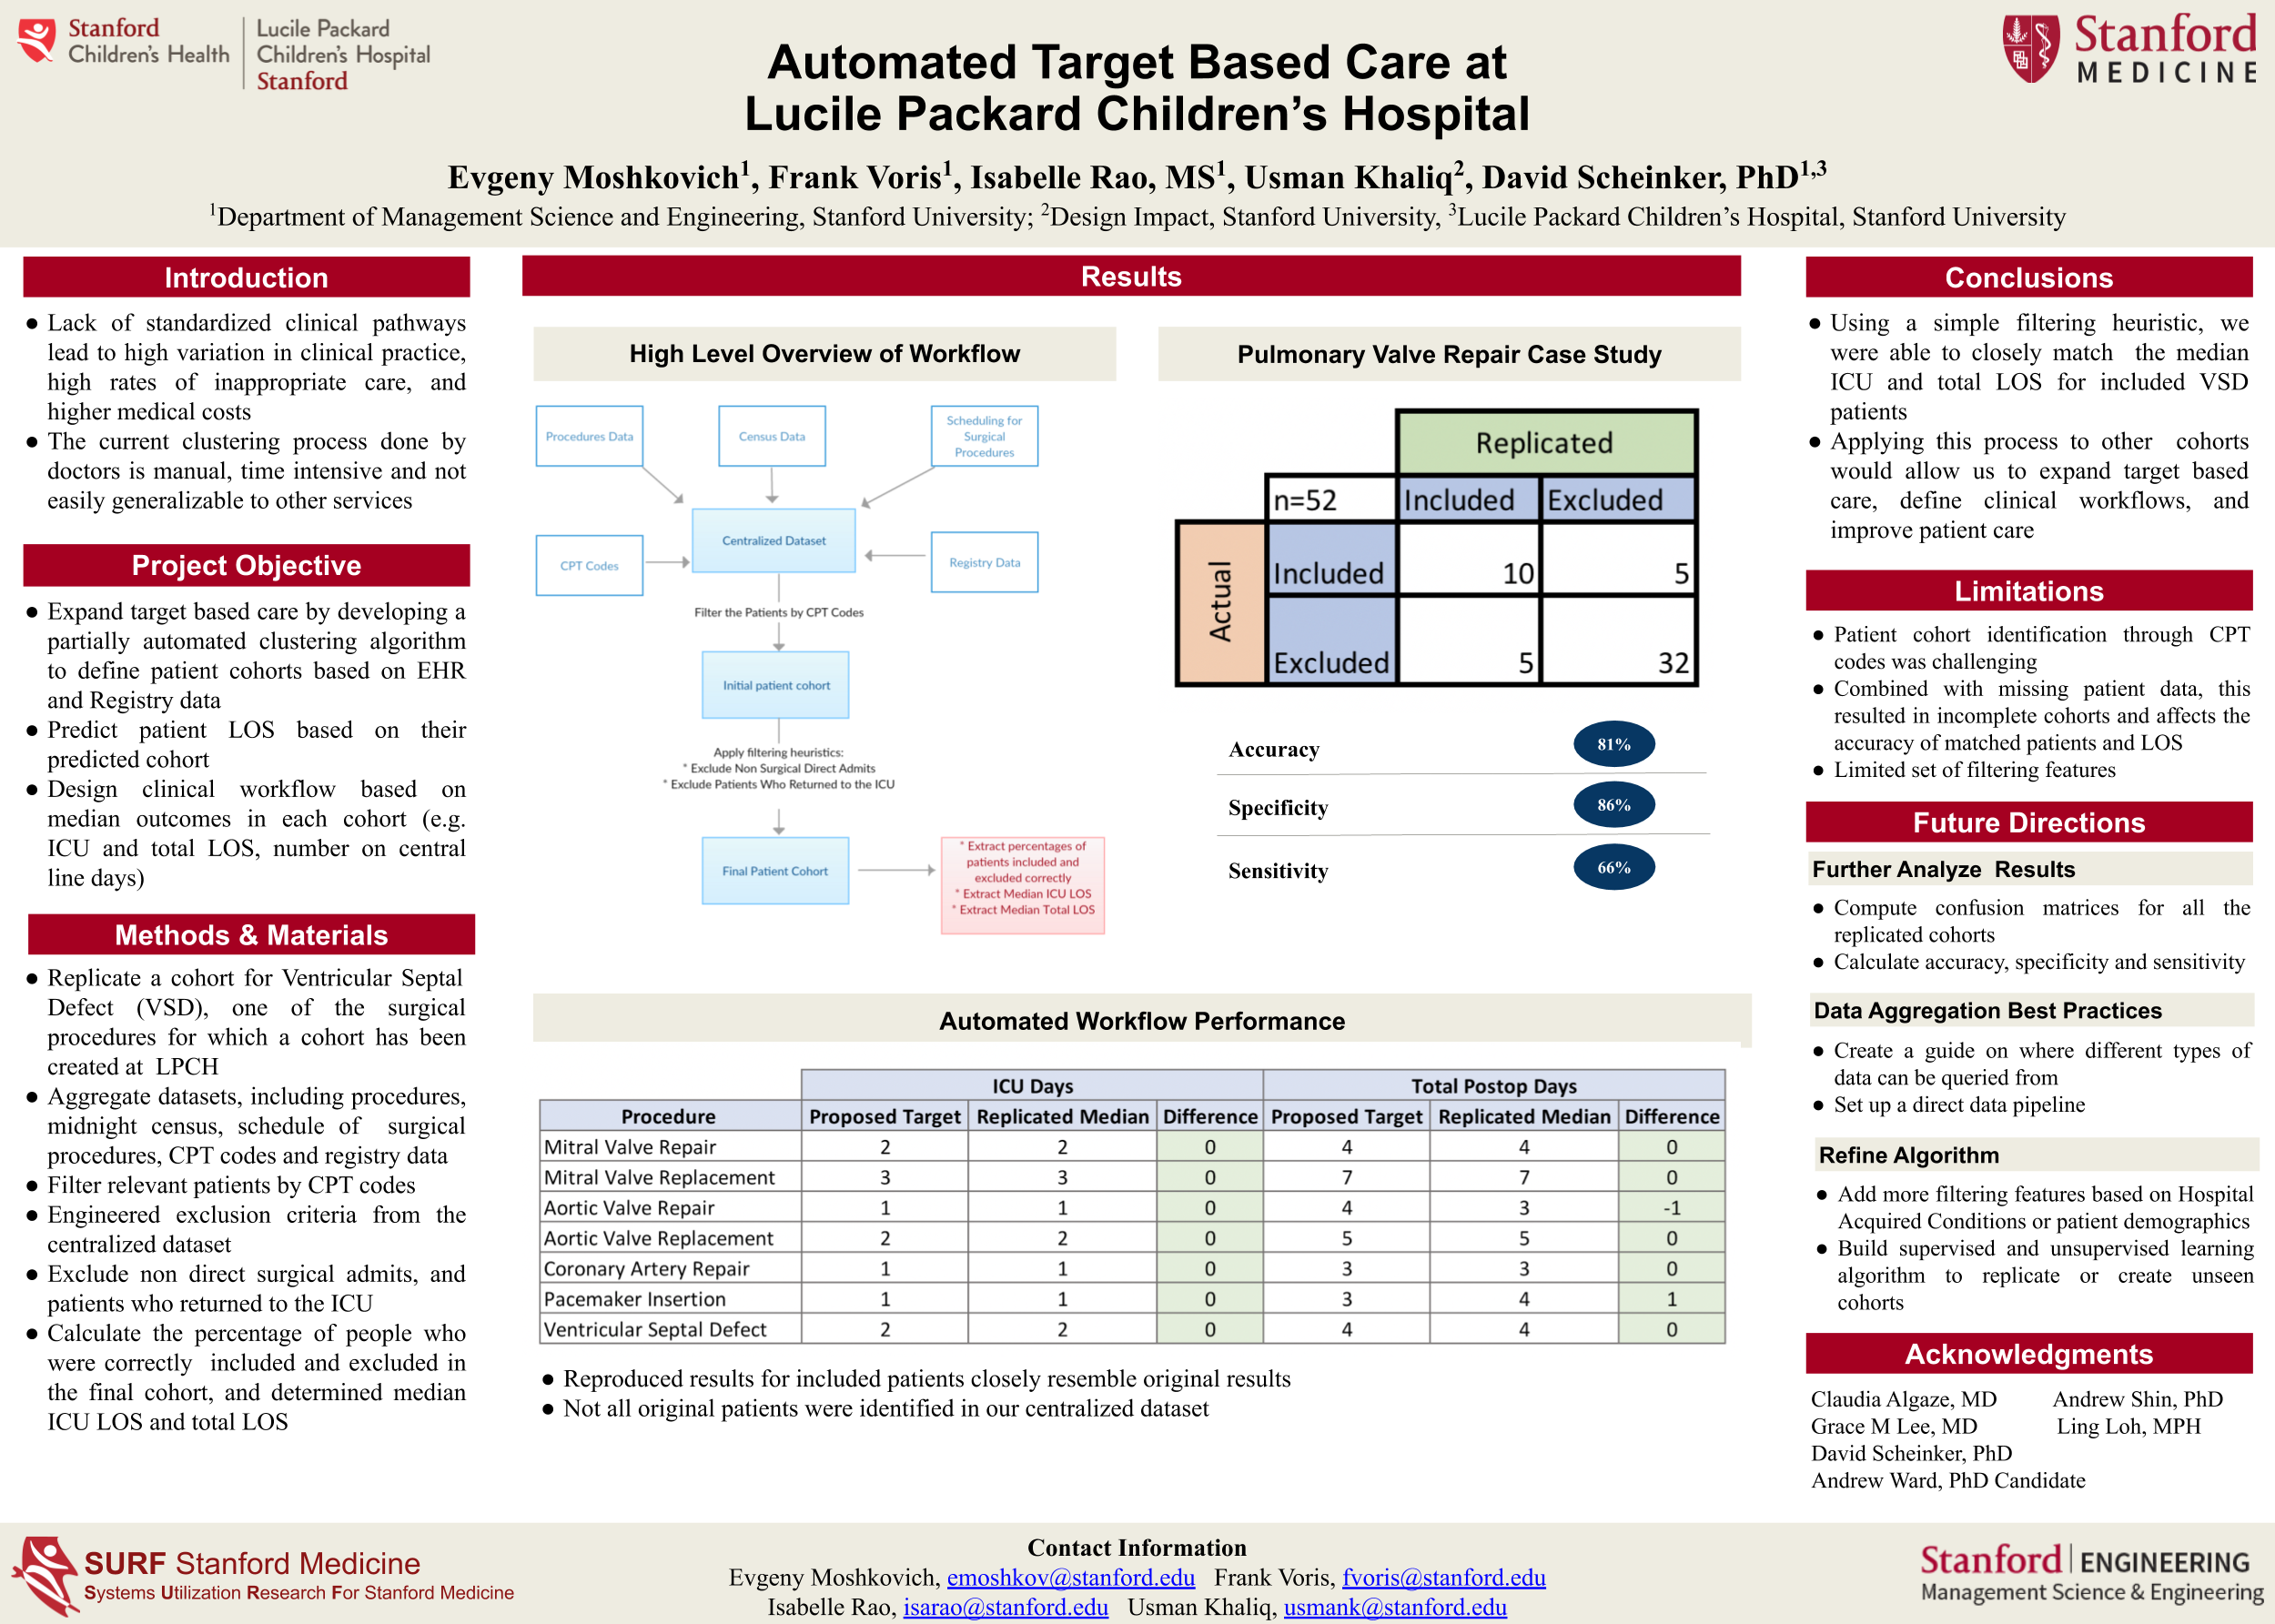 Stanford
Children's Health
Lucile Packard
Children's Hospital
Stanford
Stanford
MEDICINE
Automated Target Based Care at
Lucile Packard Children's Hospital
Evgeny Moshkovich1, Frank Voris1, Isabelle Rao, MS1, Usman Khaliq2, David Scheinker, PhD1,3
1Department of Management Science and Engineering, Stanford University; 2Design Impact, Stanford University, 3Lucile Packard Children's Hospital, Stanford University
Introduction
● Lack of standardized clinical pathways
lead to high variation in clinical practice,
high rates of inappropriate care, and
higher medical costs
● The current clustering process done by
doctors is manual, time intensive and not
easily generalizable to other services
Project Objective
● Expand target based care by developing a
partially automated clustering algorithm
to define patient cohorts based on EHR
and Registry data
● Predict patient LOS based on their
predicted cohort
● Design clinical workflow based on
median outcomes in each cohort (e.g.
ICU and total LOS, number on central
line days)
Methods & Materials
● Replicate a cohort for Ventricular Septal
Defect (VSD), one of the surgical
procedures for which a cohort has been
created at LPCH
● Aggregate datasets, including procedures,
midnight census, schedule of surgical
procedures, CPT codes and registry data
● Filter relevant patients by CPT codes
● Engineered exclusion criteria from the
centralized dataset
● Exclude non direct surgical admits, and
patients who returned to the ICU
● Calculate the percentage of people who
were correctly included and excluded in
the final cohort, and determined median
ICU LOS and total LOS
Results
High Level Overview of Workflow
Procedures Data
Census Data
Scheduling for
Surgical
Procedures
Centralized Dataset
CPT Codes
Registry Data
Filter the Patients by CPT Codes
Initial patient cohort
Apply filtering heuristics:
* Exclude Non Surgical Direct Admits
* Exclude Patients Who Returned to the ICU
Final Patient Cohort
* Extract percentages of
patients included and
excluded correctly
* Extract Median ICU LOS
* Extract Median Total LOS
Pulmonary Valve Repair Case Study
Replicated
n=52 Included Excluded
Actual
Included 10 5
Excluded 5 32
Accuracy 81%
Specificity 86%
Sensitivity 66%
Automated Workflow Performance
ICU Days Total Postop Days
Procedure Proposed Target Replicated Median Difference Proposed Target Replicated Median Difference
Mitral Valve Repair 2 2 0 4 4 0
Mitral Valve Replacement 3 3 0 7 7 0
Aortic Valve Repair 1 1 0 4 3 -1
Aortic Valve Replacement 2 2 0 5 5 0
Coronary Artery Repair 1 1 0 3 3 0
Pacemaker Insertion 1 1 0 3 4 1
Ventricular Septal Defect 2 2 0 4 4 0
● Reproduced results for included patients closely resemble original results
● Not all original patients were identified in our centralized dataset
Conclusions
● Using a simple filtering heuristic, we
were able to closely match the median
ICU and total LOS for included VSD
patients
● Applying this process to other cohorts
would allow us to expand target based
care, define clinical workflows, and
improve patient care
Limitations
● Patient cohort identification through CPT
codes was challenging
● Combined with missing patient data, this
resulted in incomplete cohorts and affects the
accuracy of matched patients and LOS
● Limited set of filtering features
Future Directions
Further Analyze Results
● Compute confusion matrices for all the
replicated cohorts
● Calculate accuracy, specificity and sensitivity
Data Aggregation Best Practices
● Create a guide on where different types of
data can be queried from
● Set up a direct data pipeline
Refine Algorithm
● Add more filtering features based on Hospital
Acquired Conditions or patient demographics
● Build supervised and unsupervised learning
algorithm to replicate or create unseen
cohorts
Acknowledgments
Claudia Algaze, MD Andrew Shin, PhD
Grace M Lee, MD Ling Loh, MPH
David Scheinker, PhD
Andrew Ward, PhD Candidate
SURF Stanford Medicine
Systems Utilization Research For Stanford Medicine
Contact Information
Evgeny Moshkovich, emoshkov@stanford.edu Frank Voris, fvoris@stanford.edu
Isabelle Rao, isarao@stanford.edu Usman Khaliq, usmank@stanford.edu
Stanford ENGINEERING
Management Science & Engineering